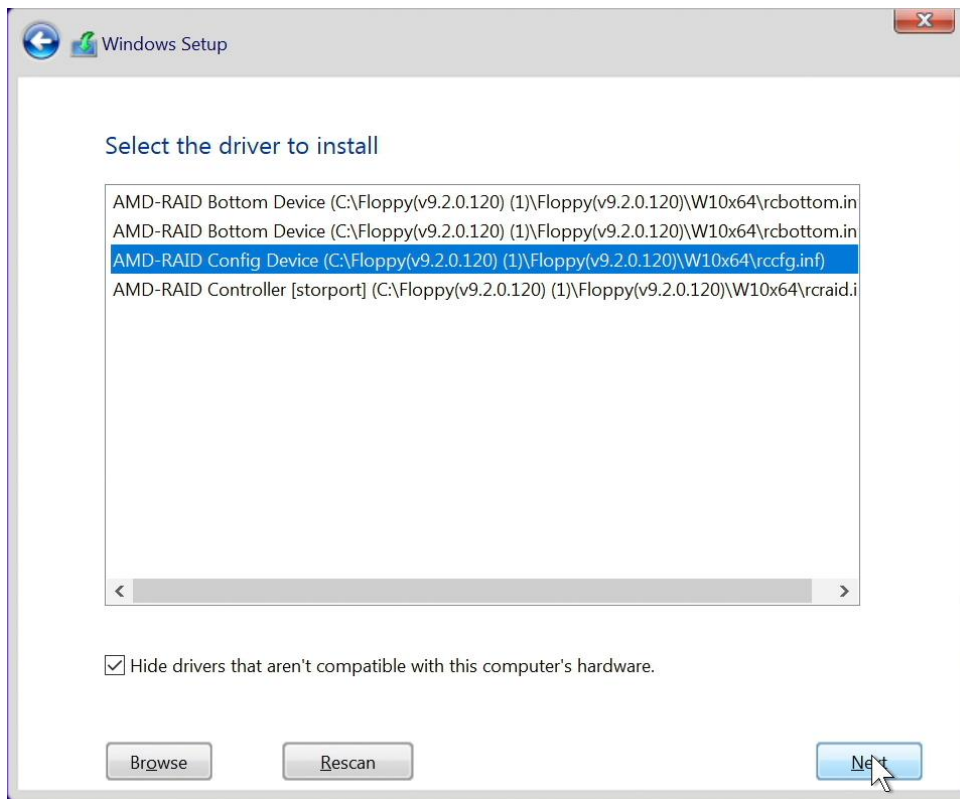 Windows Setup
Select the driver to install
AMD-RAID Bottom Device (C:\Floppy(v9.2.0.120) (1)\Floppy(v9.2.0.120)\W10x64\rcbottom.in
AMD-RAID Bottom Device (C:\Floppy(v9.2.0.120) (1)\Floppy(v9.2.0.120)\W10x64\rcbottom.in
AMD-RAID Config Device (C:\Floppy(v9.2.0.120) (1)\Floppy(v9.2.0.120)\W10x64\rccfg.inf)
AMD-RAID Controller [storport] (C:\Floppy(v9.2.0.120) (1)\Floppy(v9.2.0.120)\W10x64\rcraid.i
Hide drivers that aren't compatible with this computer's hardware.
Browse Rescan Next